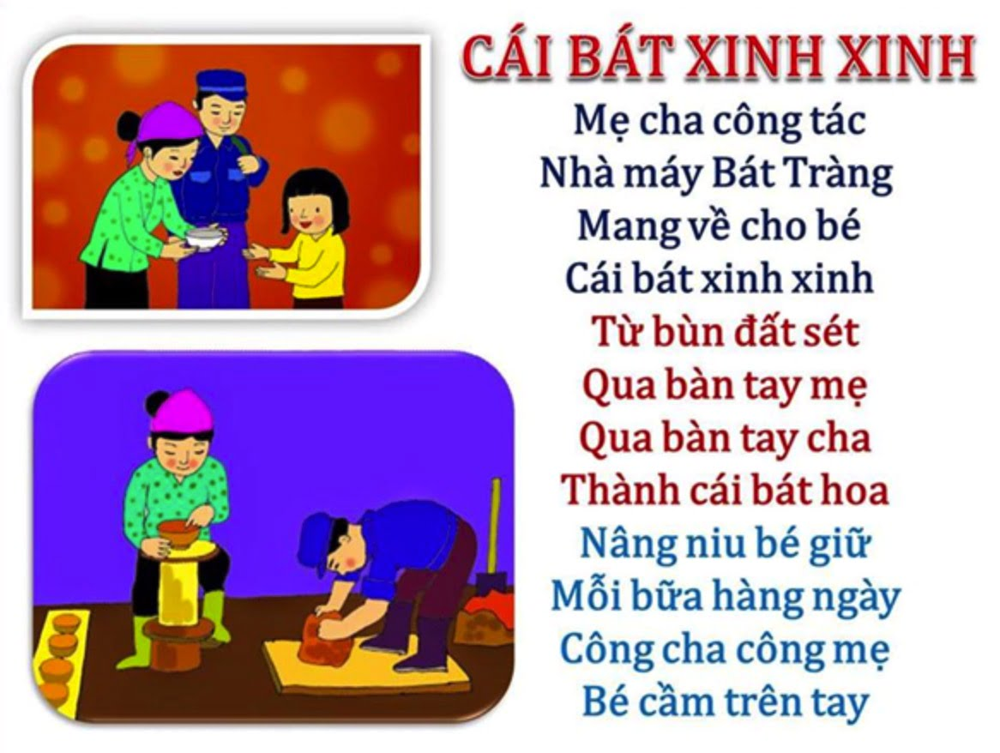 CÁI BÁT XINH XINH
Mẹ cha công tác
Nhà máy Bát Tràng
Mang về cho bé
Cái bát xinh xinh
Từ bùn đất sét
Qua bàn tay mẹ
Qua bàn tay cha
Thành cái bát hoa
Nâng niu bé giữ
Mỗi bữa hàng ngày
Công cha công mẹ
Bé cầm trên tay